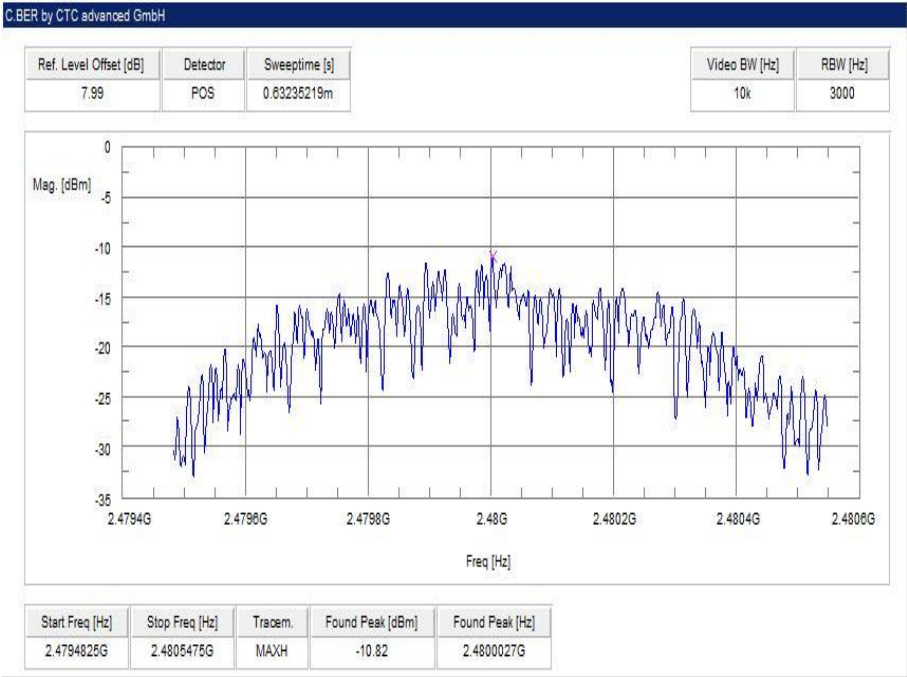 C.BER by CTC advanced GmbH
Ref. Level Offset [dB] Detector Sweeptime [s] Video BW [Hz] RBW [Hz]
7.99 POS 0.63235219m 10k 3000
0
Mag. [dBm]
-5
-10
-15
-20
-25
-30
-35
2.4794G 2.4796G 2.4798G 2.48G 2.4802G 2.4804G 2.4806G
Freq [Hz]
Start Freq [Hz] Stop Freq [Hz] Tracem. Found Peak [dBm] Found Peak [Hz]
2.4794825G 2.4805475G MAXH -10.82 2.4800027G